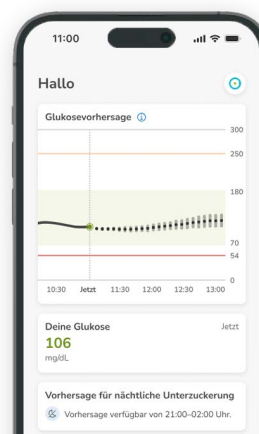 11:00
Hallo
Glukosevorhersage
300
250
180
70
54
0
10:30 Jetzt 11:30 12:00 12:30 13:00
Deine Glukose Jetzt
106
mg/dL
Vorhersage für nächtliche Unterzuckerung
Vorhersage verfügbar von 21:00–02:00 Uhr.